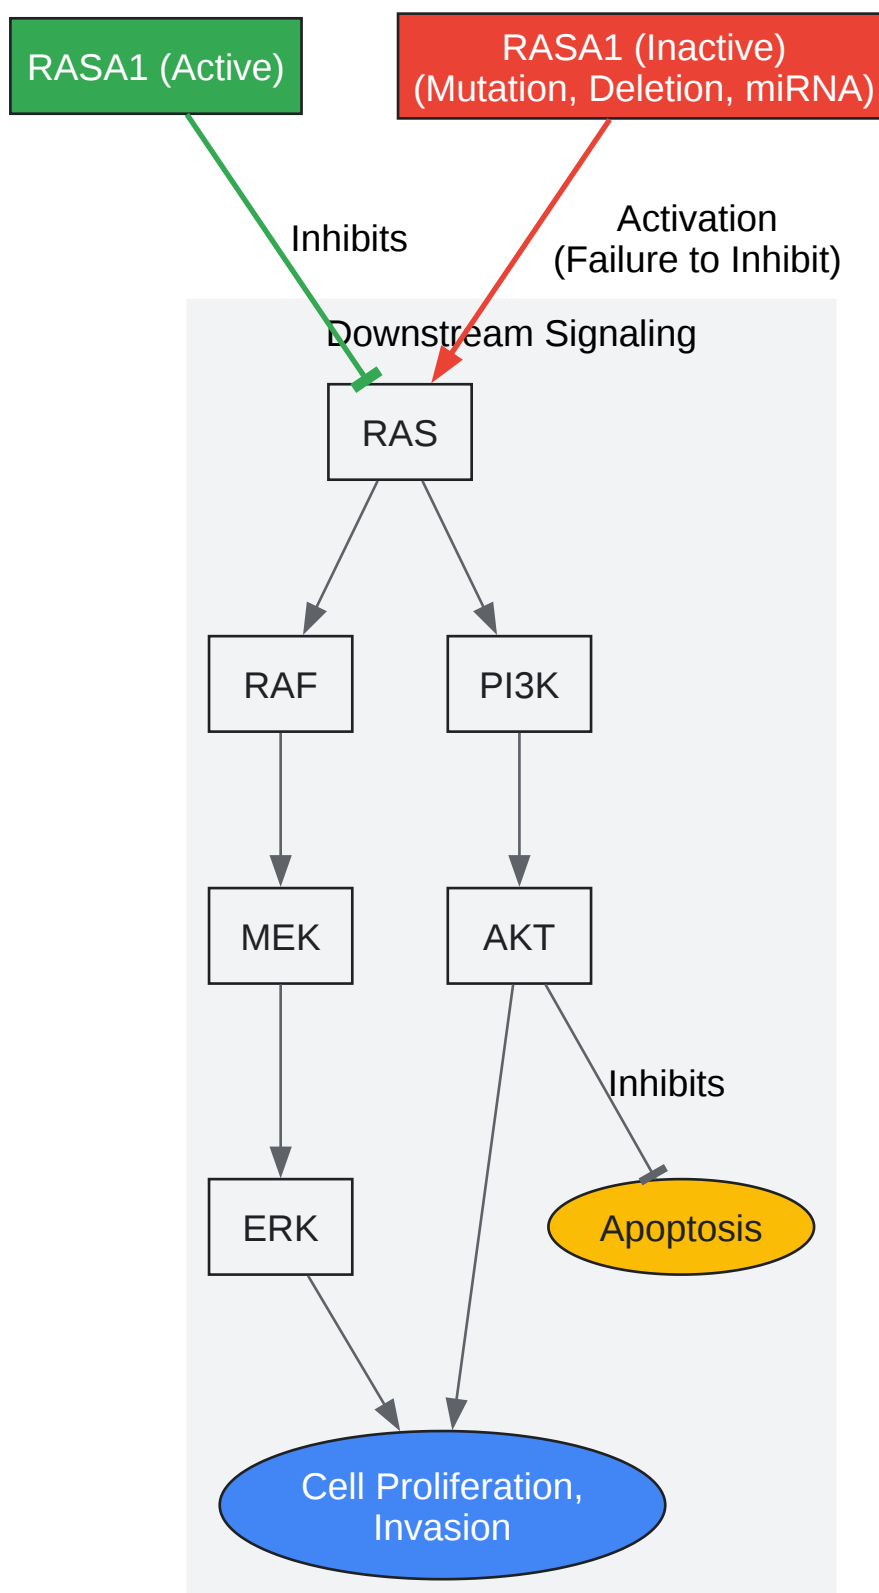 RASA1 (Active)
RASA1 (Inactive)
(Mutation, Deletion, miRNA)
Inhibits
Activation
(Failure to Inhibit)
Downstream Signaling
RAS
RAF
PI3K
MEK
AKT
Inhibits
ERK
Apoptosis
Cell Proliferation,
Invasion